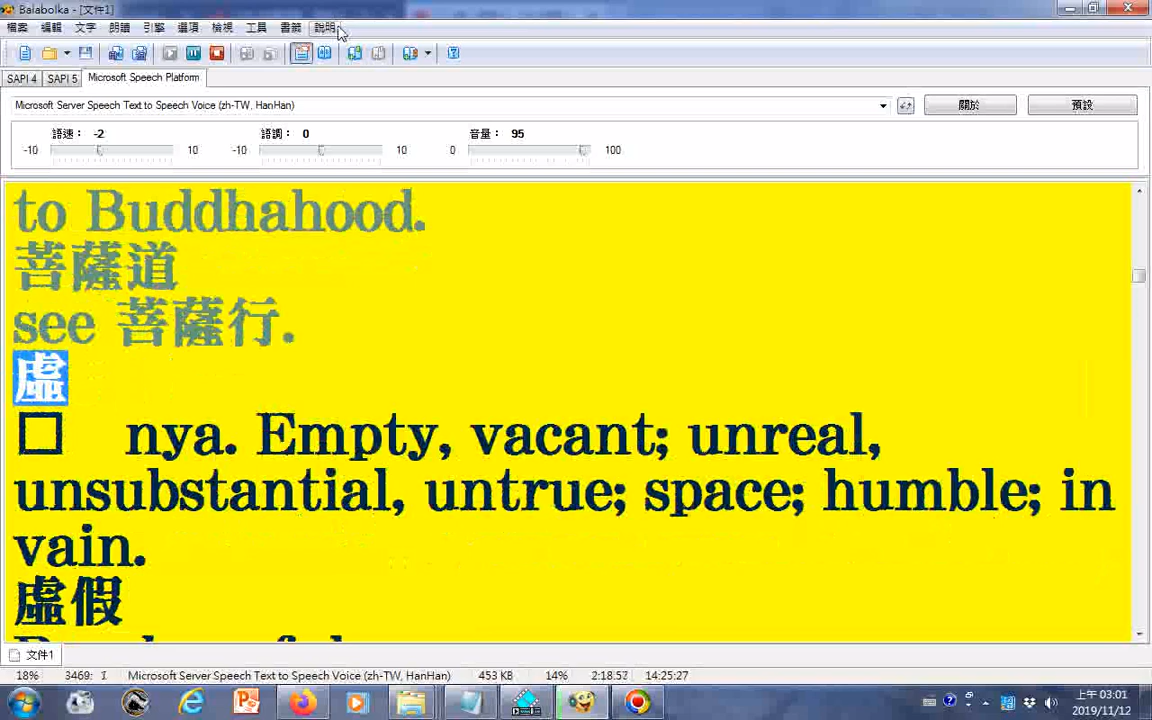 Balabolka - [文件1]
檔案 編輯 文字 朗讀 引擎 選項 檢視 工具 書籤 說明
SAPI 4 SAPI 5 Microsoft Speech Platform
Microsoft Server Speech Text to Speech Voice (zh-TW, HanHan) 關於 預設
語速： -2 語調： 0 音量： 95
-10 10 -10 10 0 100
to Buddhahood.
菩薩道
see 菩薩行.
虛
□ nya. Empty, vacant; unreal,
unsubstantial, untrue; space; humble; in
vain.
虛假
文件1
18% 3469: 1 Microsoft Server Speech Text to Speech Voice (zh-TW, HanHan) 453 KB 14% 2:18:57 14:25:27
上午 03:01
2019/11/12